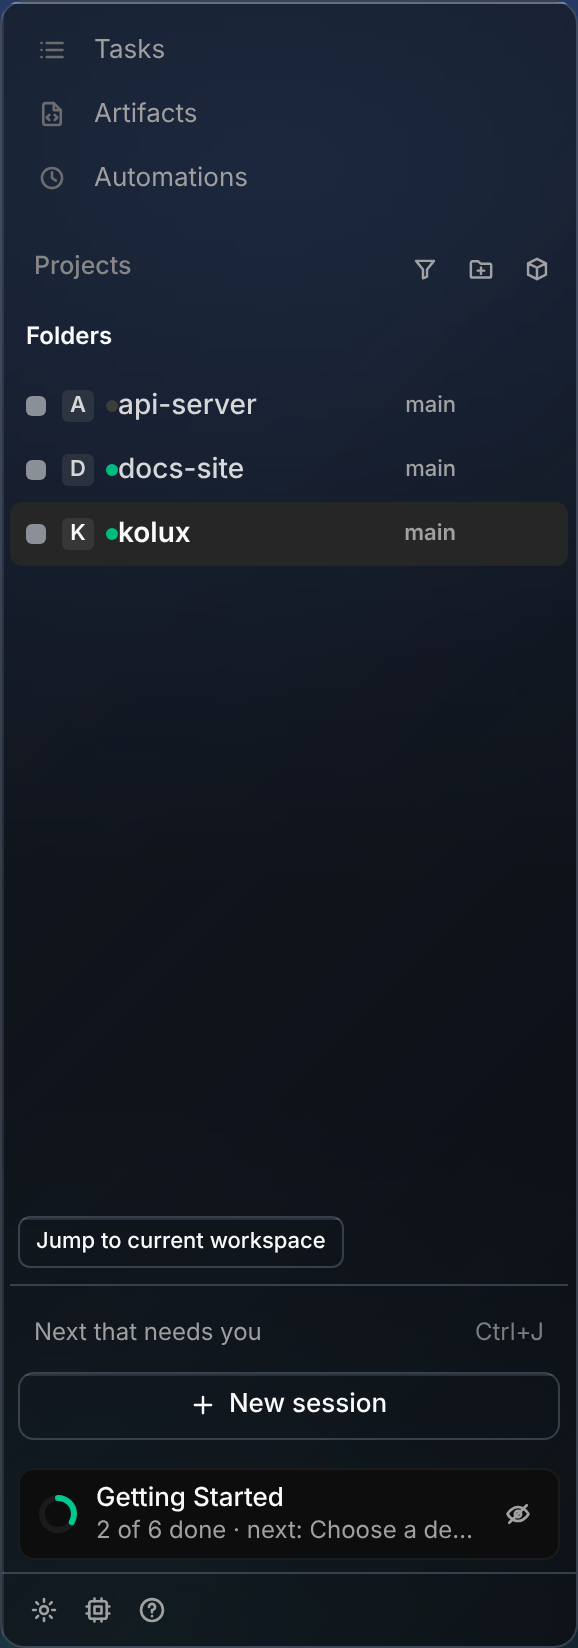 Tasks
Artifacts
Automations
Projects
Folders
A api-server main
D docs-site main
K kolux main
Jump to current workspace
Next that needs you Ctrl+J
+ New session
Getting Started
2 of 6 done · next: Choose a de...